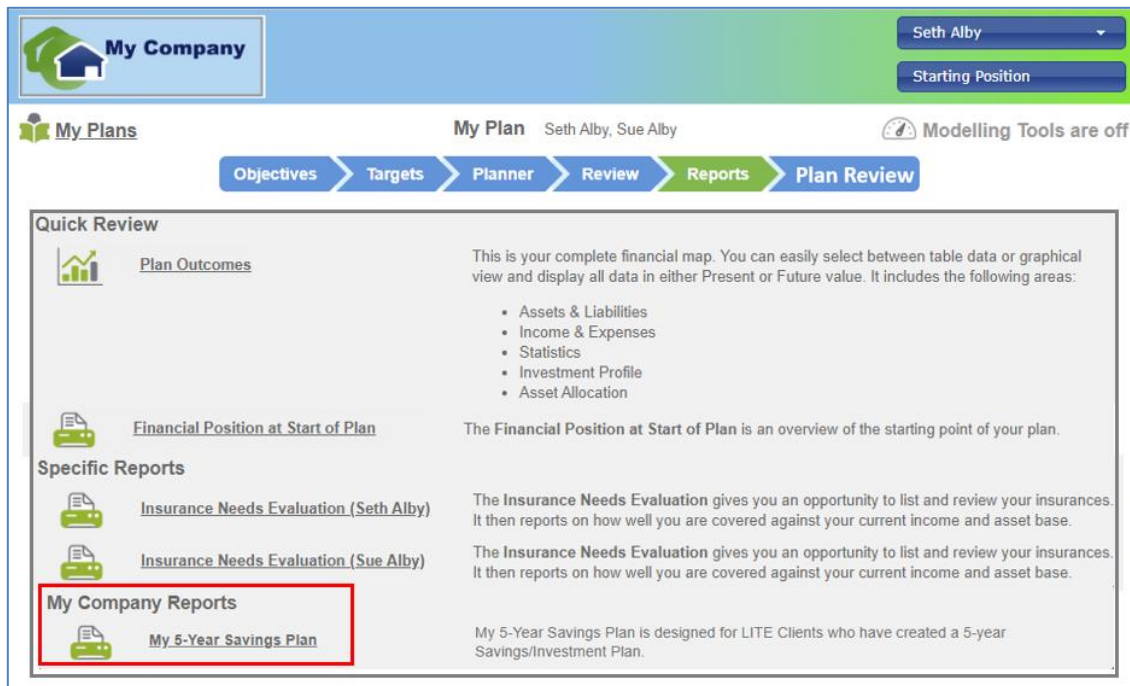 My Company
Seth Alby
Starting Position
My Plans
My Plan Seth Alby, Sue Alby
Modelling Tools are off
Objectives Targets Planner Review Reports Plan Review
Quick Review
Plan Outcomes
This is your complete financial map. You can easily select between table data or graphical
view and display all data in either Present or Future value. It includes the following areas:
• Assets & Liabilities
• Income & Expenses
• Statistics
• Investment Profile
• Asset Allocation
Financial Position at Start of Plan
The Financial Position at Start of Plan is an overview of the starting point of your plan.
Specific Reports
Insurance Needs Evaluation (Seth Alby)
The Insurance Needs Evaluation gives you an opportunity to list and review your insurances.
It then reports on how well you are covered against your current income and asset base.
Insurance Needs Evaluation (Sue Alby)
The Insurance Needs Evaluation gives you an opportunity to list and review your insurances.
It then reports on how well you are covered against your current income and asset base.
My Company Reports
My 5-Year Savings Plan
My 5-Year Savings Plan is designed for LITE Clients who have created a 5-year
Savings/Investment Plan.